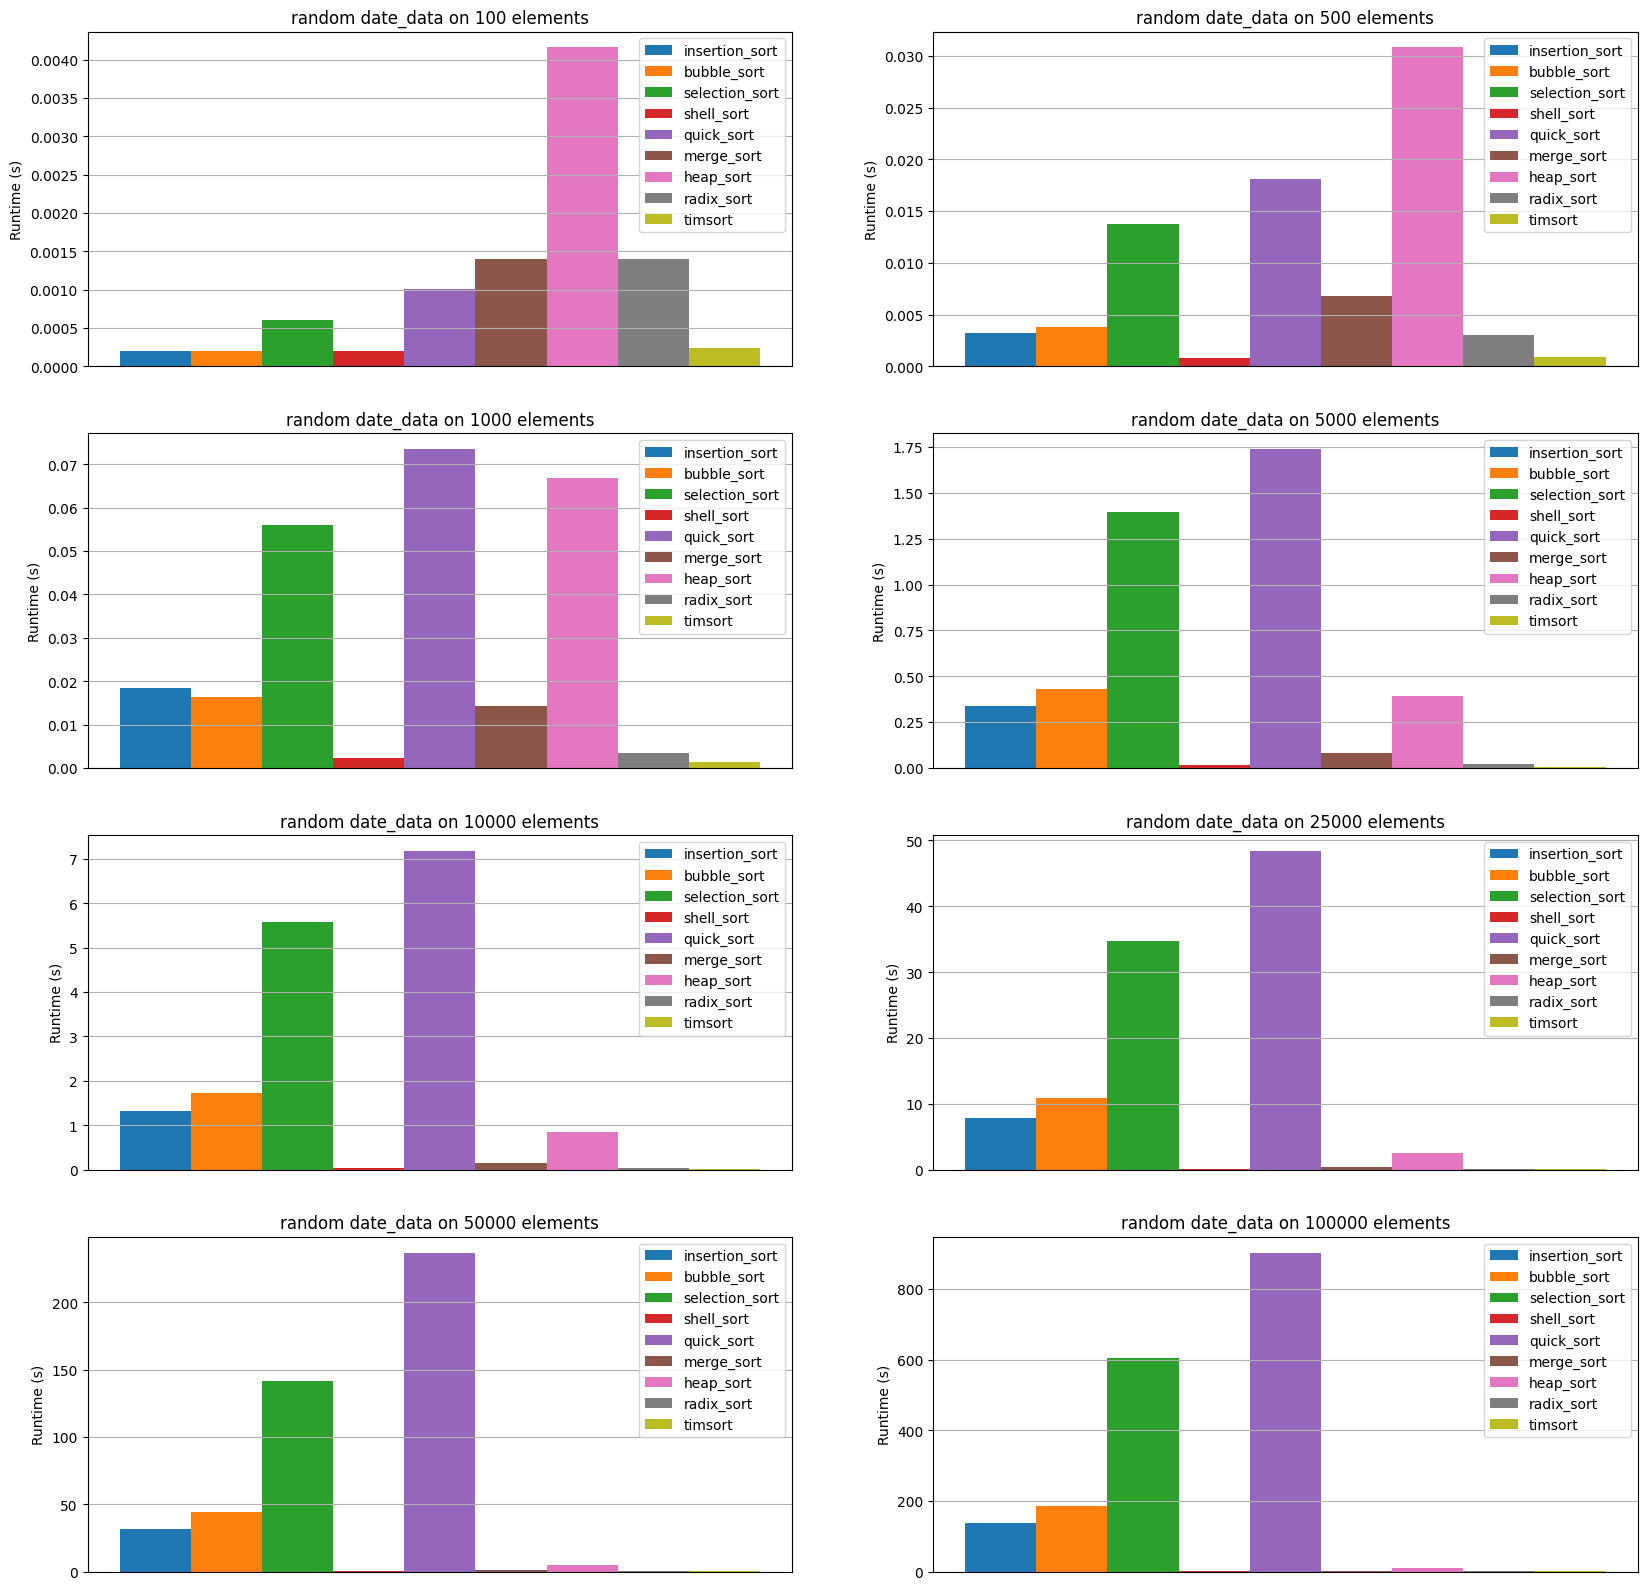 random date_data on 100 elements
Runtime (s)
0.0040
0.0035
0.0030
0.0025
0.0020
0.0015
0.0010
0.0005
0.0000
insertion_sort
bubble_sort
selection_sort
shell_sort
quick_sort
merge_sort
heap_sort
radix_sort
timsort
random date_data on 500 elements
Runtime (s)
0.030
0.025
0.020
0.015
0.010
0.005
0.000
insertion_sort
bubble_sort
selection_sort
shell_sort
quick_sort
merge_sort
heap_sort
radix_sort
timsort
random date_data on 1000 elements
Runtime (s)
0.07
0.06
0.05
0.04
0.03
0.02
0.01
0.00
insertion_sort
bubble_sort
selection_sort
shell_sort
quick_sort
merge_sort
heap_sort
radix_sort
timsort
random date_data on 5000 elements
Runtime (s)
1.75
1.50
1.25
1.00
0.75
0.50
0.25
0.00
insertion_sort
bubble_sort
selection_sort
shell_sort
quick_sort
merge_sort
heap_sort
radix_sort
timsort
random date_data on 10000 elements
Runtime (s)
7
6
5
4
3
2
1
0
insertion_sort
bubble_sort
selection_sort
shell_sort
quick_sort
merge_sort
heap_sort
radix_sort
timsort
random date_data on 25000 elements
Runtime (s)
50
40
30
20
10
0
insertion_sort
bubble_sort
selection_sort
shell_sort
quick_sort
merge_sort
heap_sort
radix_sort
timsort
random date_data on 50000 elements
Runtime (s)
200
150
100
50
0
insertion_sort
bubble_sort
selection_sort
shell_sort
quick_sort
merge_sort
heap_sort
radix_sort
timsort
random date_data on 100000 elements
Runtime (s)
800
600
400
200
0
insertion_sort
bubble_sort
selection_sort
shell_sort
quick_sort
merge_sort
heap_sort
radix_sort
timsort